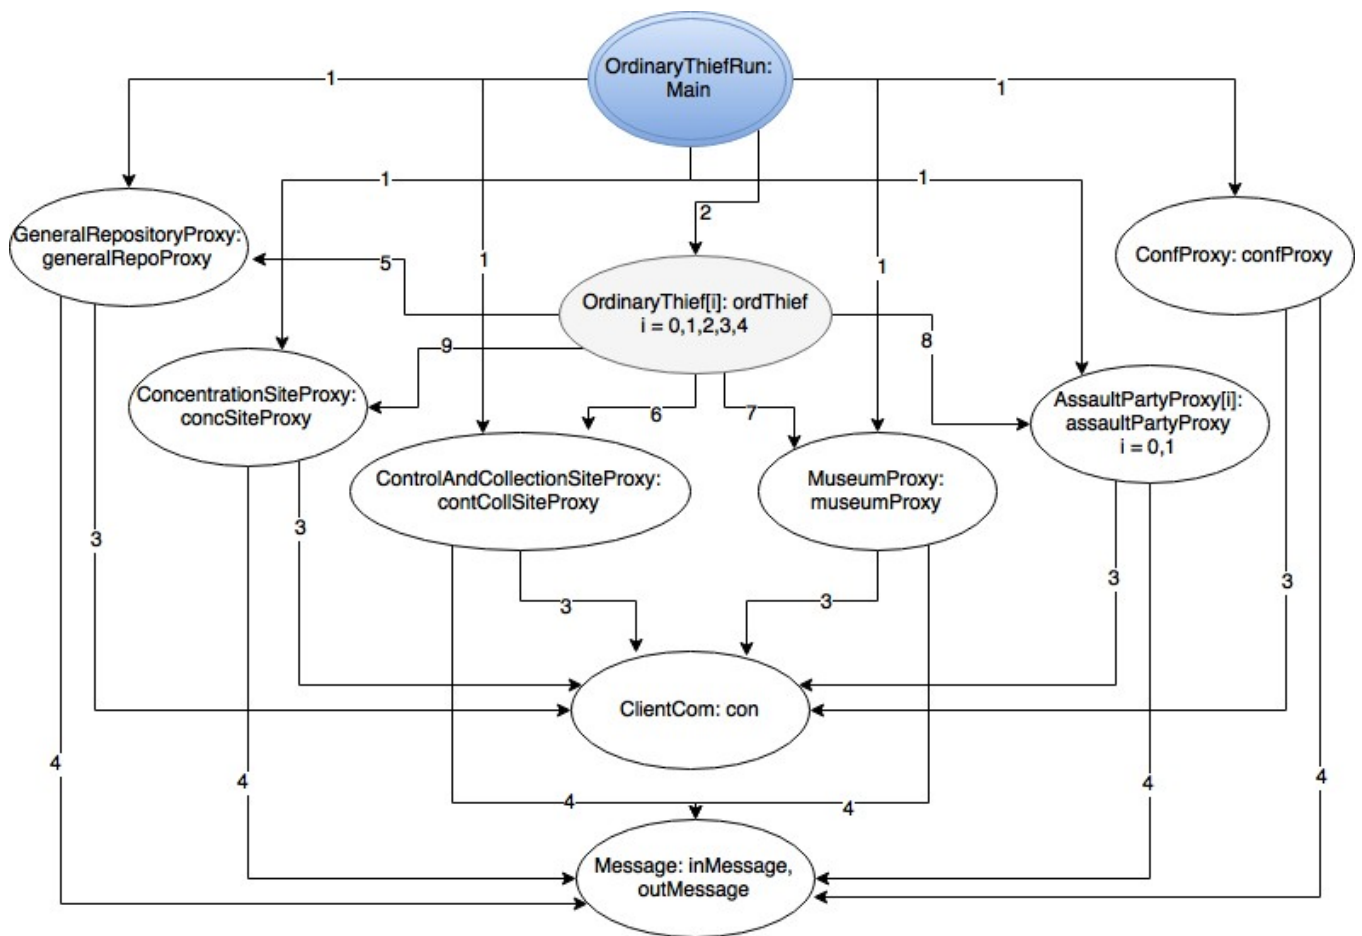 OrdinaryThiefRun:
Main
1
1
1
1
2
GeneralRepositoryProxy:
generalRepoProxy
ConfProxy: confProxy
5
1
1
OrdinaryThief[i]: ordThief
i = 0,1,2,3,4
9
8
ConcentrationSiteProxy:
concSiteProxy
6
7
AssaultPartyProxy[i]:
assaultPartyProxy
i = 0,1
ControlAndCollectionSiteProxy:
contCollSiteProxy
MuseumProxy:
museumProxy
3
3
3
3
3
3
ClientCom: con
4
4
4
4
4
4
Message: inMessage,
outMessage